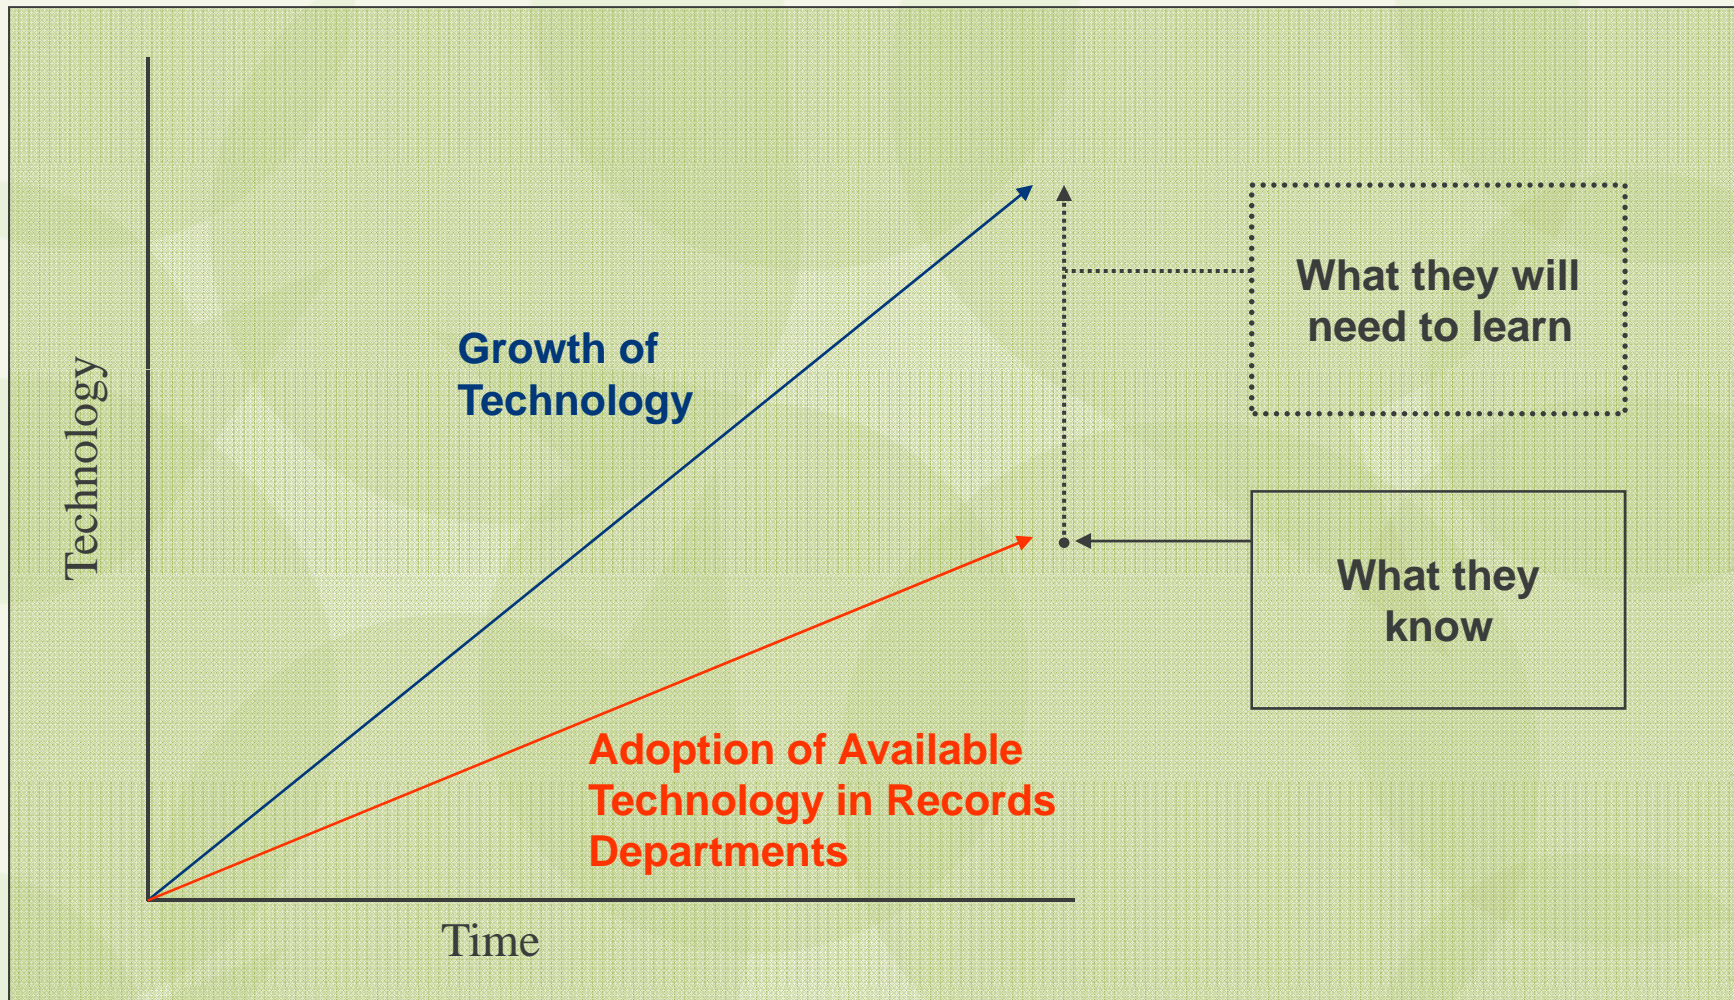 Technology
Growth of
Technology
What they will
need to learn
What they
know
Adoption of Available
Technology in Records
Departments
Time